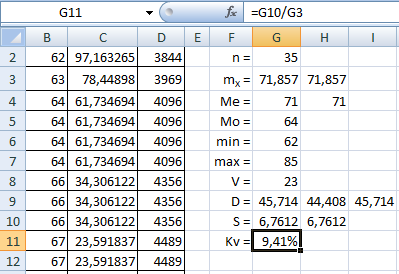 G11 fx =G10/G3
B C D E F G H I
2 62 97,163265 3844 n = 35
3 63 78,44898 3969 mx = 71,857 71,857
4 64 61,734694 4096 Me = 71 71
5 64 61,734694 4096 Mo = 64
6 64 61,734694 4096 min = 62
7 64 61,734694 4096 max = 85
8 66 34,306122 4356 V = 23
9 66 34,306122 4356 D = 45,714 44,408 45,714
10 66 34,306122 4356 S = 6,7612 6,7612
11 67 23,591837 4489 Kv = 9,41%
12 67 23,591837 4489